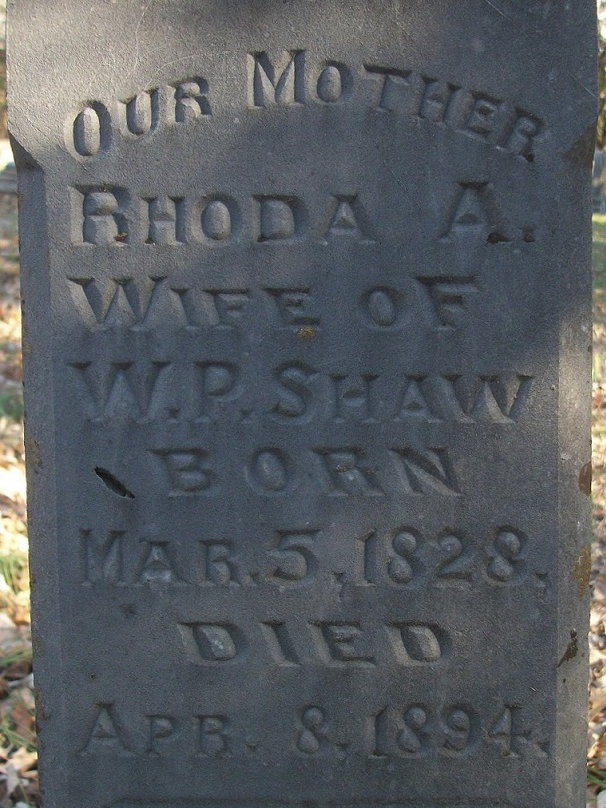 OUR MOTHER
RHODA A.
WIFE OF
W.P. SHAW
BORN
MAR. 5, 1828.
DIED
APR. 8, 1894.